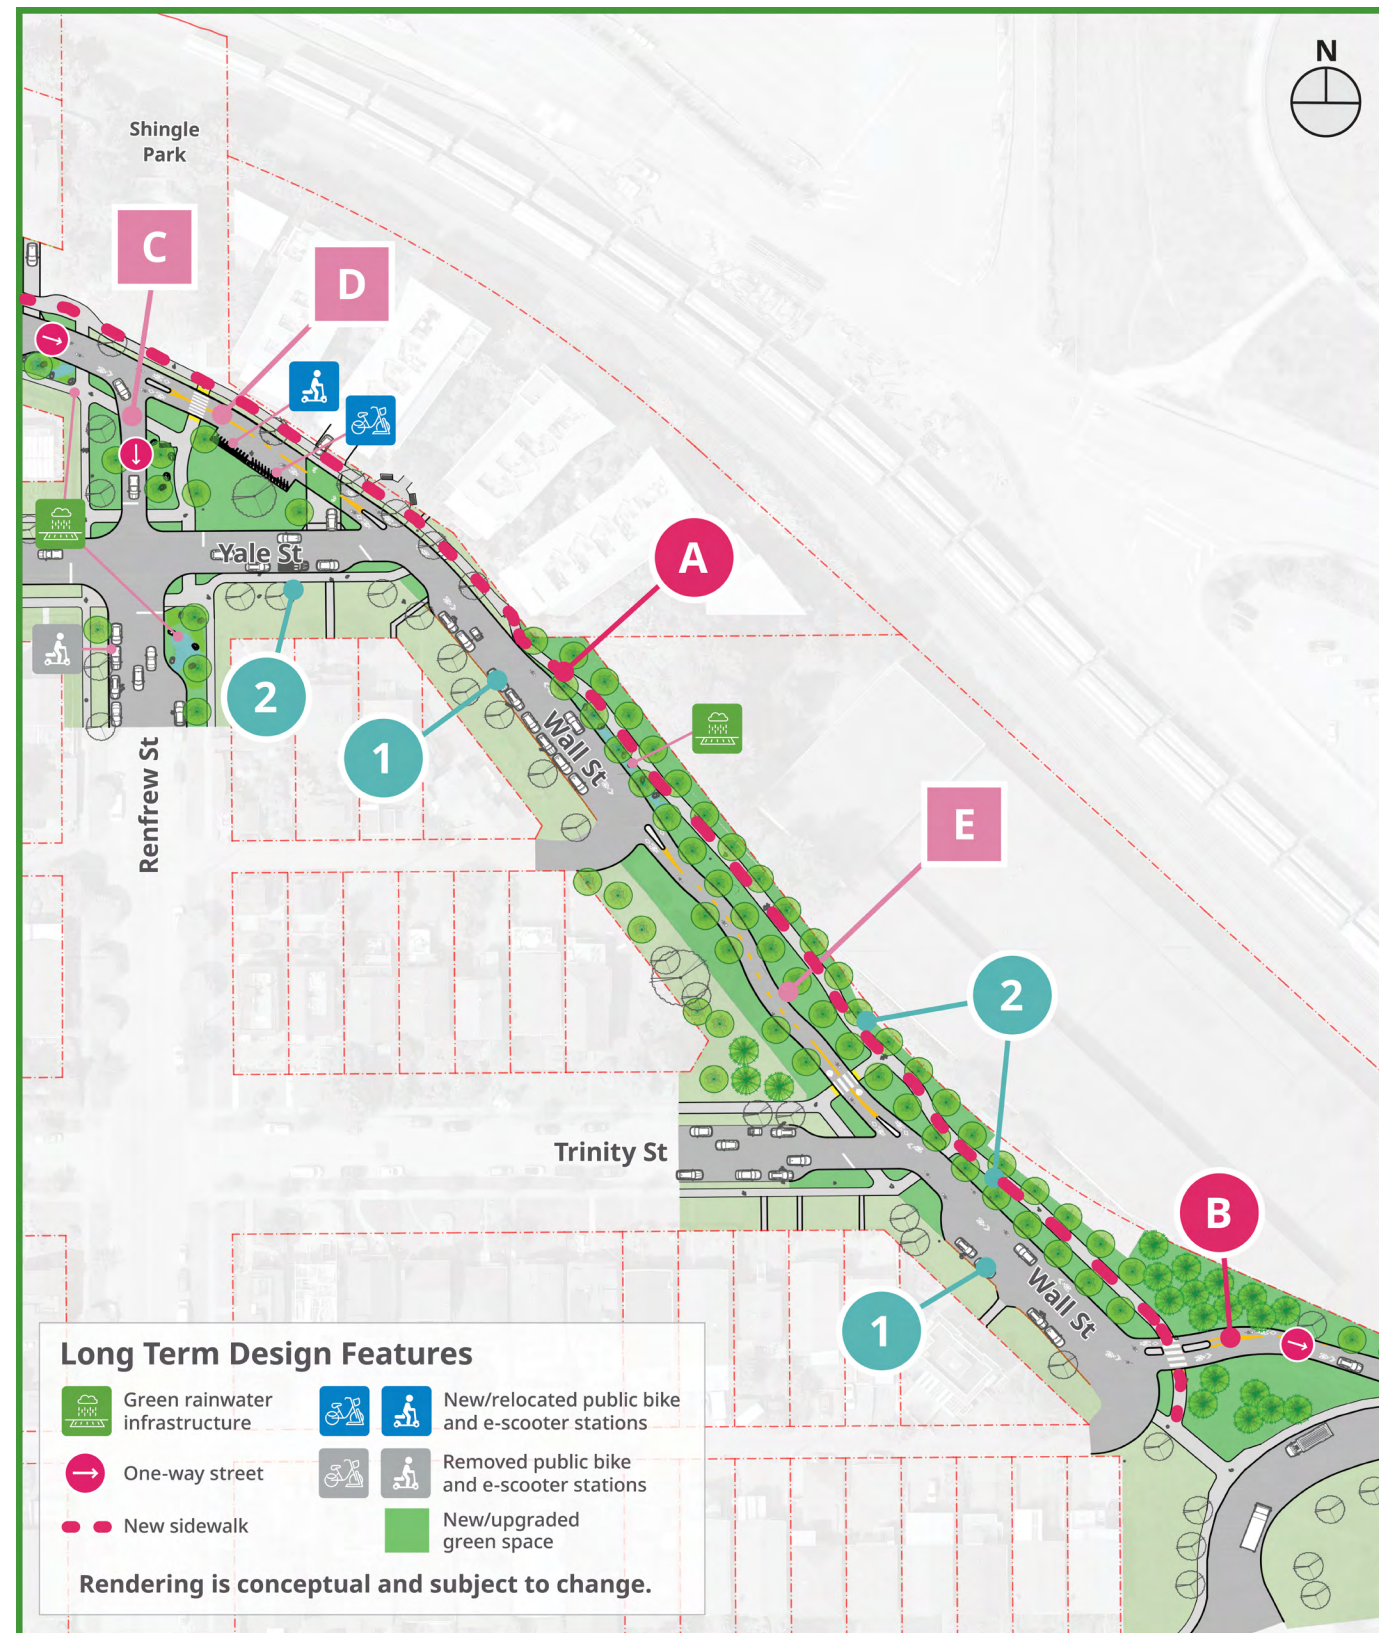 N
Shingle
Park
C
D
A
Yale St
2
1
Wall St
Renfrew St
E
2
Trinity St
B
1
Wall St
Long Term Design Features
Green rainwater
infrastructure
New/relocated public bike
and e-scooter stations
One-way street
Removed public bike
and e-scooter stations
New sidewalk
New/upgraded
green space
Rendering is conceptual and subject to change.